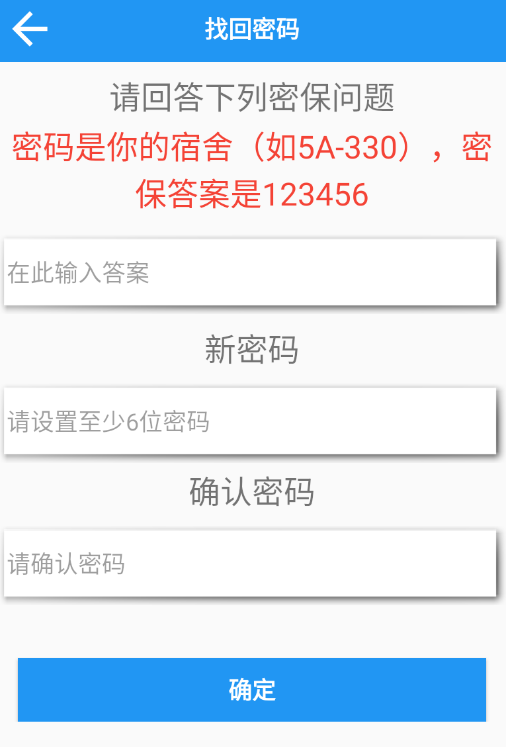 找回密码
请回答下列密保问题
密码是你的宿舍（如5A-330），密
保答案是123456
在此输入答案
新密码
请设置至少6位密码
确认密码
请确认密码
确定